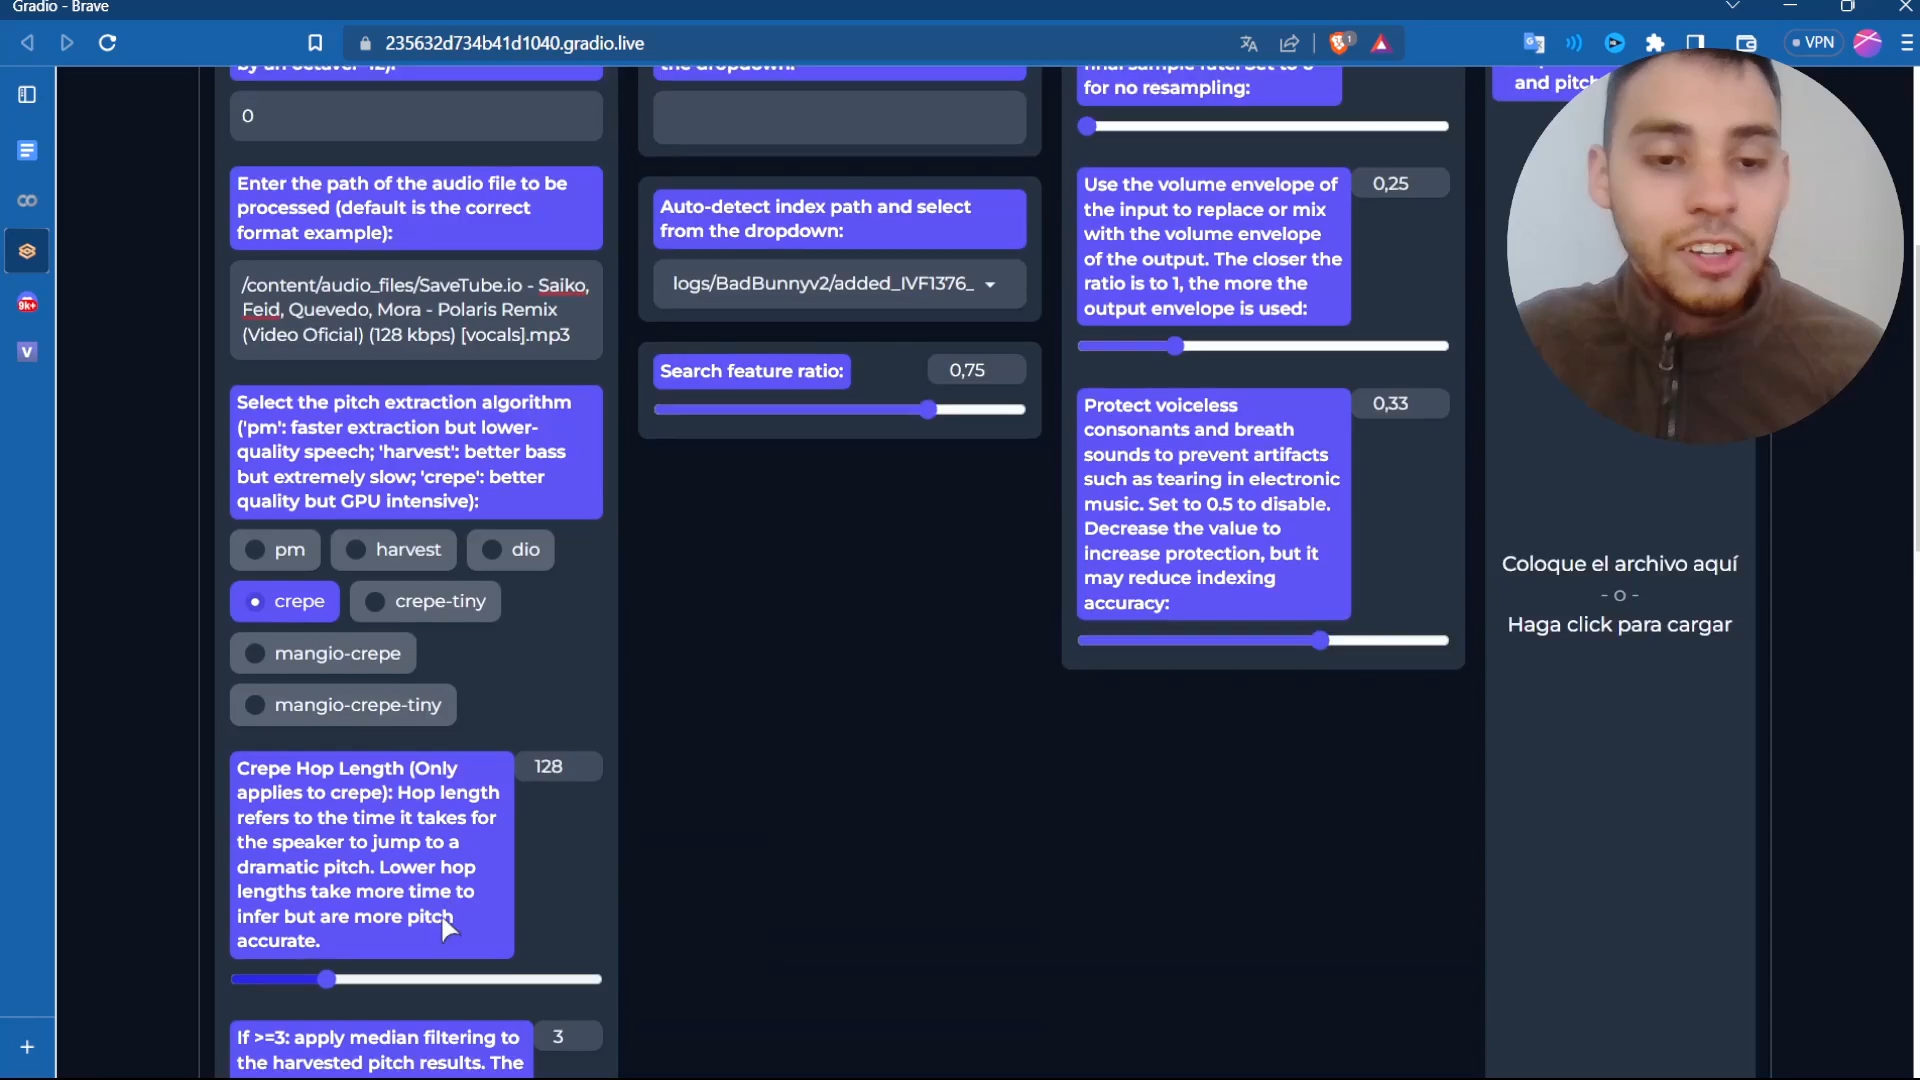 Gradio - Brave
235632d734b41d1040.gradio.live
VPN
0
Enter the path of the audio file to be
processed (default is the correct
format example):
/content/audio_files/SaveTube.io - Saiko,
Feid, Quevedo, Mora - Polaris Remix
(Video Oficial) (128 kbps) [vocals].mp3
Select the pitch extraction algorithm
('pm': faster extraction but lower-
quality speech; 'harvest': better bass
but extremely slow; 'crepe': better
quality but GPU intensive):
pm
harvest
dio
crepe
crepe-tiny
mangio-crepe
mangio-crepe-tiny
Crepe Hop Length (Only
applies to crepe): Hop length
refers to the time it takes for
the speaker to jump to a
dramatic pitch. Lower hop
lengths take more time to
infer but are more pitch
accurate.
128
If >=3: apply median filtering to
the harvested pitch results. The
3
the dropdown:
Auto-detect index path and select
from the dropdown:
logs/BadBunnyv2/added_IVF1376_
Search feature ratio:
0,75
for no resampling:
Use the volume envelope of
the input to replace or mix
with the volume envelope
of the output. The closer the
ratio is to 1, the more the
output envelope is used:
0,25
Protect voiceless
consonants and breath
sounds to prevent artifacts
such as tearing in electronic
music. Set to 0.5 to disable.
Decrease the value to
increase protection, but it
may reduce indexing
accuracy:
0,33
and pitch
Coloque el archivo aquí
- o -
Haga click para cargar
9k+
V
1